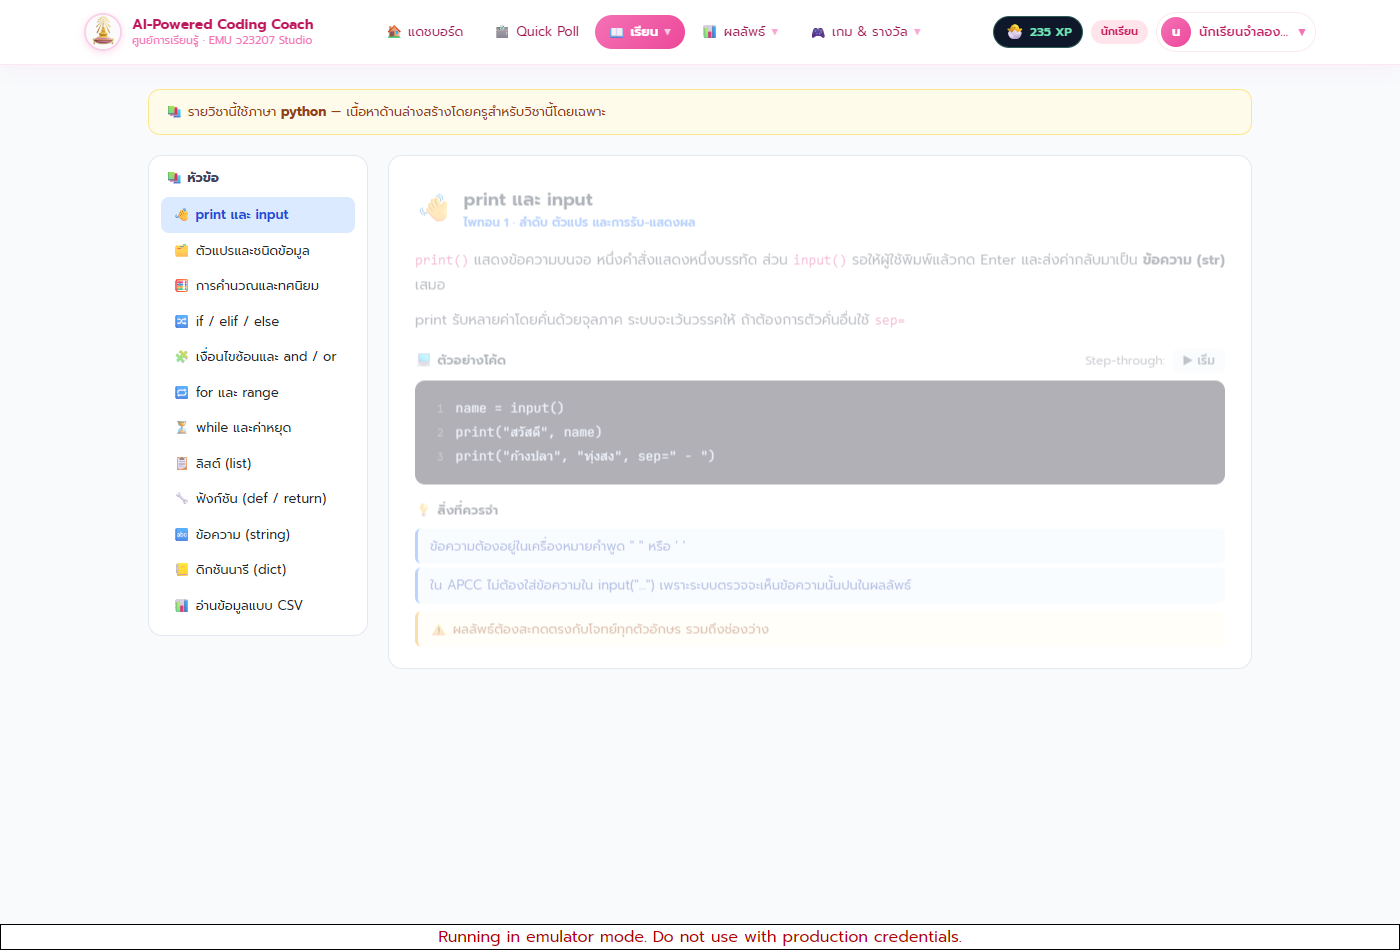 AI-Powered Coding Coach
ศูนย์การเรียนรู้ · EMU ว23207 Studio
แดชบอร์ด
Quick Poll
เรียน
ผลลัพธ์
เกม & รางวัล
235 XP
นักเรียน
น
นักเรียนจำลอง...
รายวิชานี้ใช้ภาษา python — เนื้อหาด้านล่างสร้างโดยครูสำหรับวิชานี้โดยเฉพาะ
หัวข้อ
print และ input
ตัวแปรและชนิดข้อมูล
การคำนวณและทศนิยม
if / elif / else
เงื่อนไขซ้อนและ and / or
for และ range
while และค่าหยุด
ลิสต์ (list)
ฟังก์ชัน (def / return)
ข้อความ (string)
ดิกชันนารี (dict)
อ่านข้อมูลแบบ CSV
print และ input
ไพทอน 1 · ลำดับ ตัวแปร และการรับ-แสดงผล
print() แสดงข้อความบนจอ หนึ่งคำสั่งแสดงหนึ่งบรรทัด ส่วน input() รอให้ผู้ใช้พิมพ์แล้วกด Enter และส่งค่ากลับมาเป็น ข้อความ (str)
เสมอ
print รับหลายค่าโดยคั่นด้วยจุลภาค ระบบจะเว้นวรรคให้ ถ้าต้องการตัวคั่นอื่นใช้ sep=
ตัวอย่างโค้ด
Step-through: ▶ เริ่ม
1 name = input()
2 print("สวัสดี", name)
3 print("ก้างปลา", "ทุ่งสง", sep=" - ")
สิ่งที่ควรจำ
ข้อความต้องอยู่ในเครื่องหมายคำพูด " " หรือ ' '
ใน APCC ไม่ต้องใส่ข้อความใน input("...") เพราะระบบตรวจจะเห็นข้อความนั้นปนในผลลัพธ์
ผลลัพธ์ต้องสะกดตรงกับโจทย์ทุกตัวอักษร รวมถึงช่องว่าง
Running in emulator mode. Do not use with production credentials.